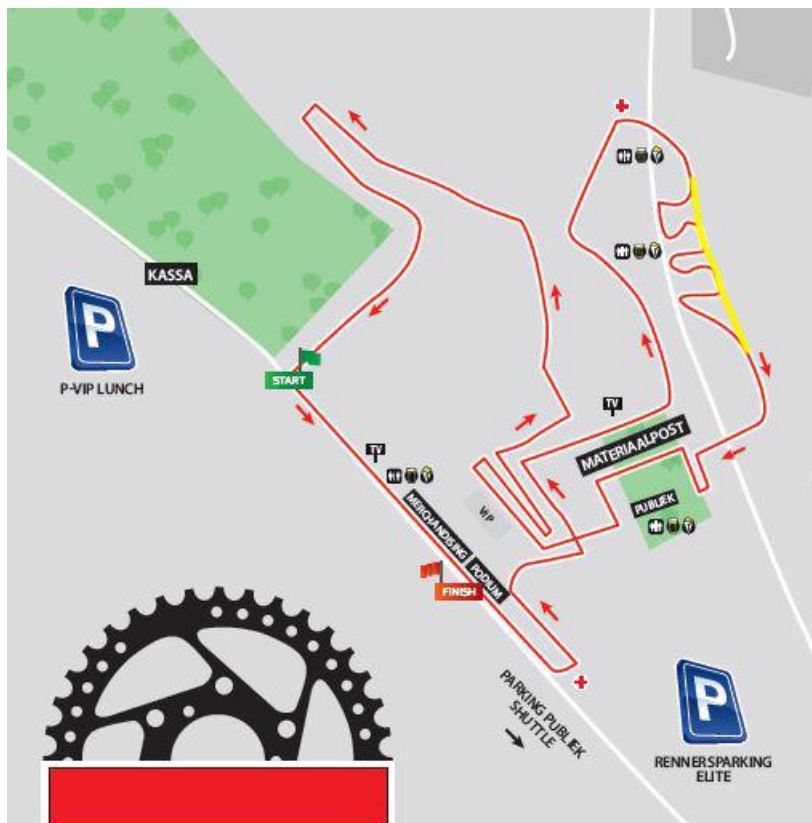 KASSA
P
P-VIP LUNCH
START
TV
TV
MATERIAALPOST
PUBLIEK
VIP
MERCHANDISING
PODIUM
FINISH
PARKING PUBLIEK
SHUTTLE
P
RENNERSPARKING
ELITE